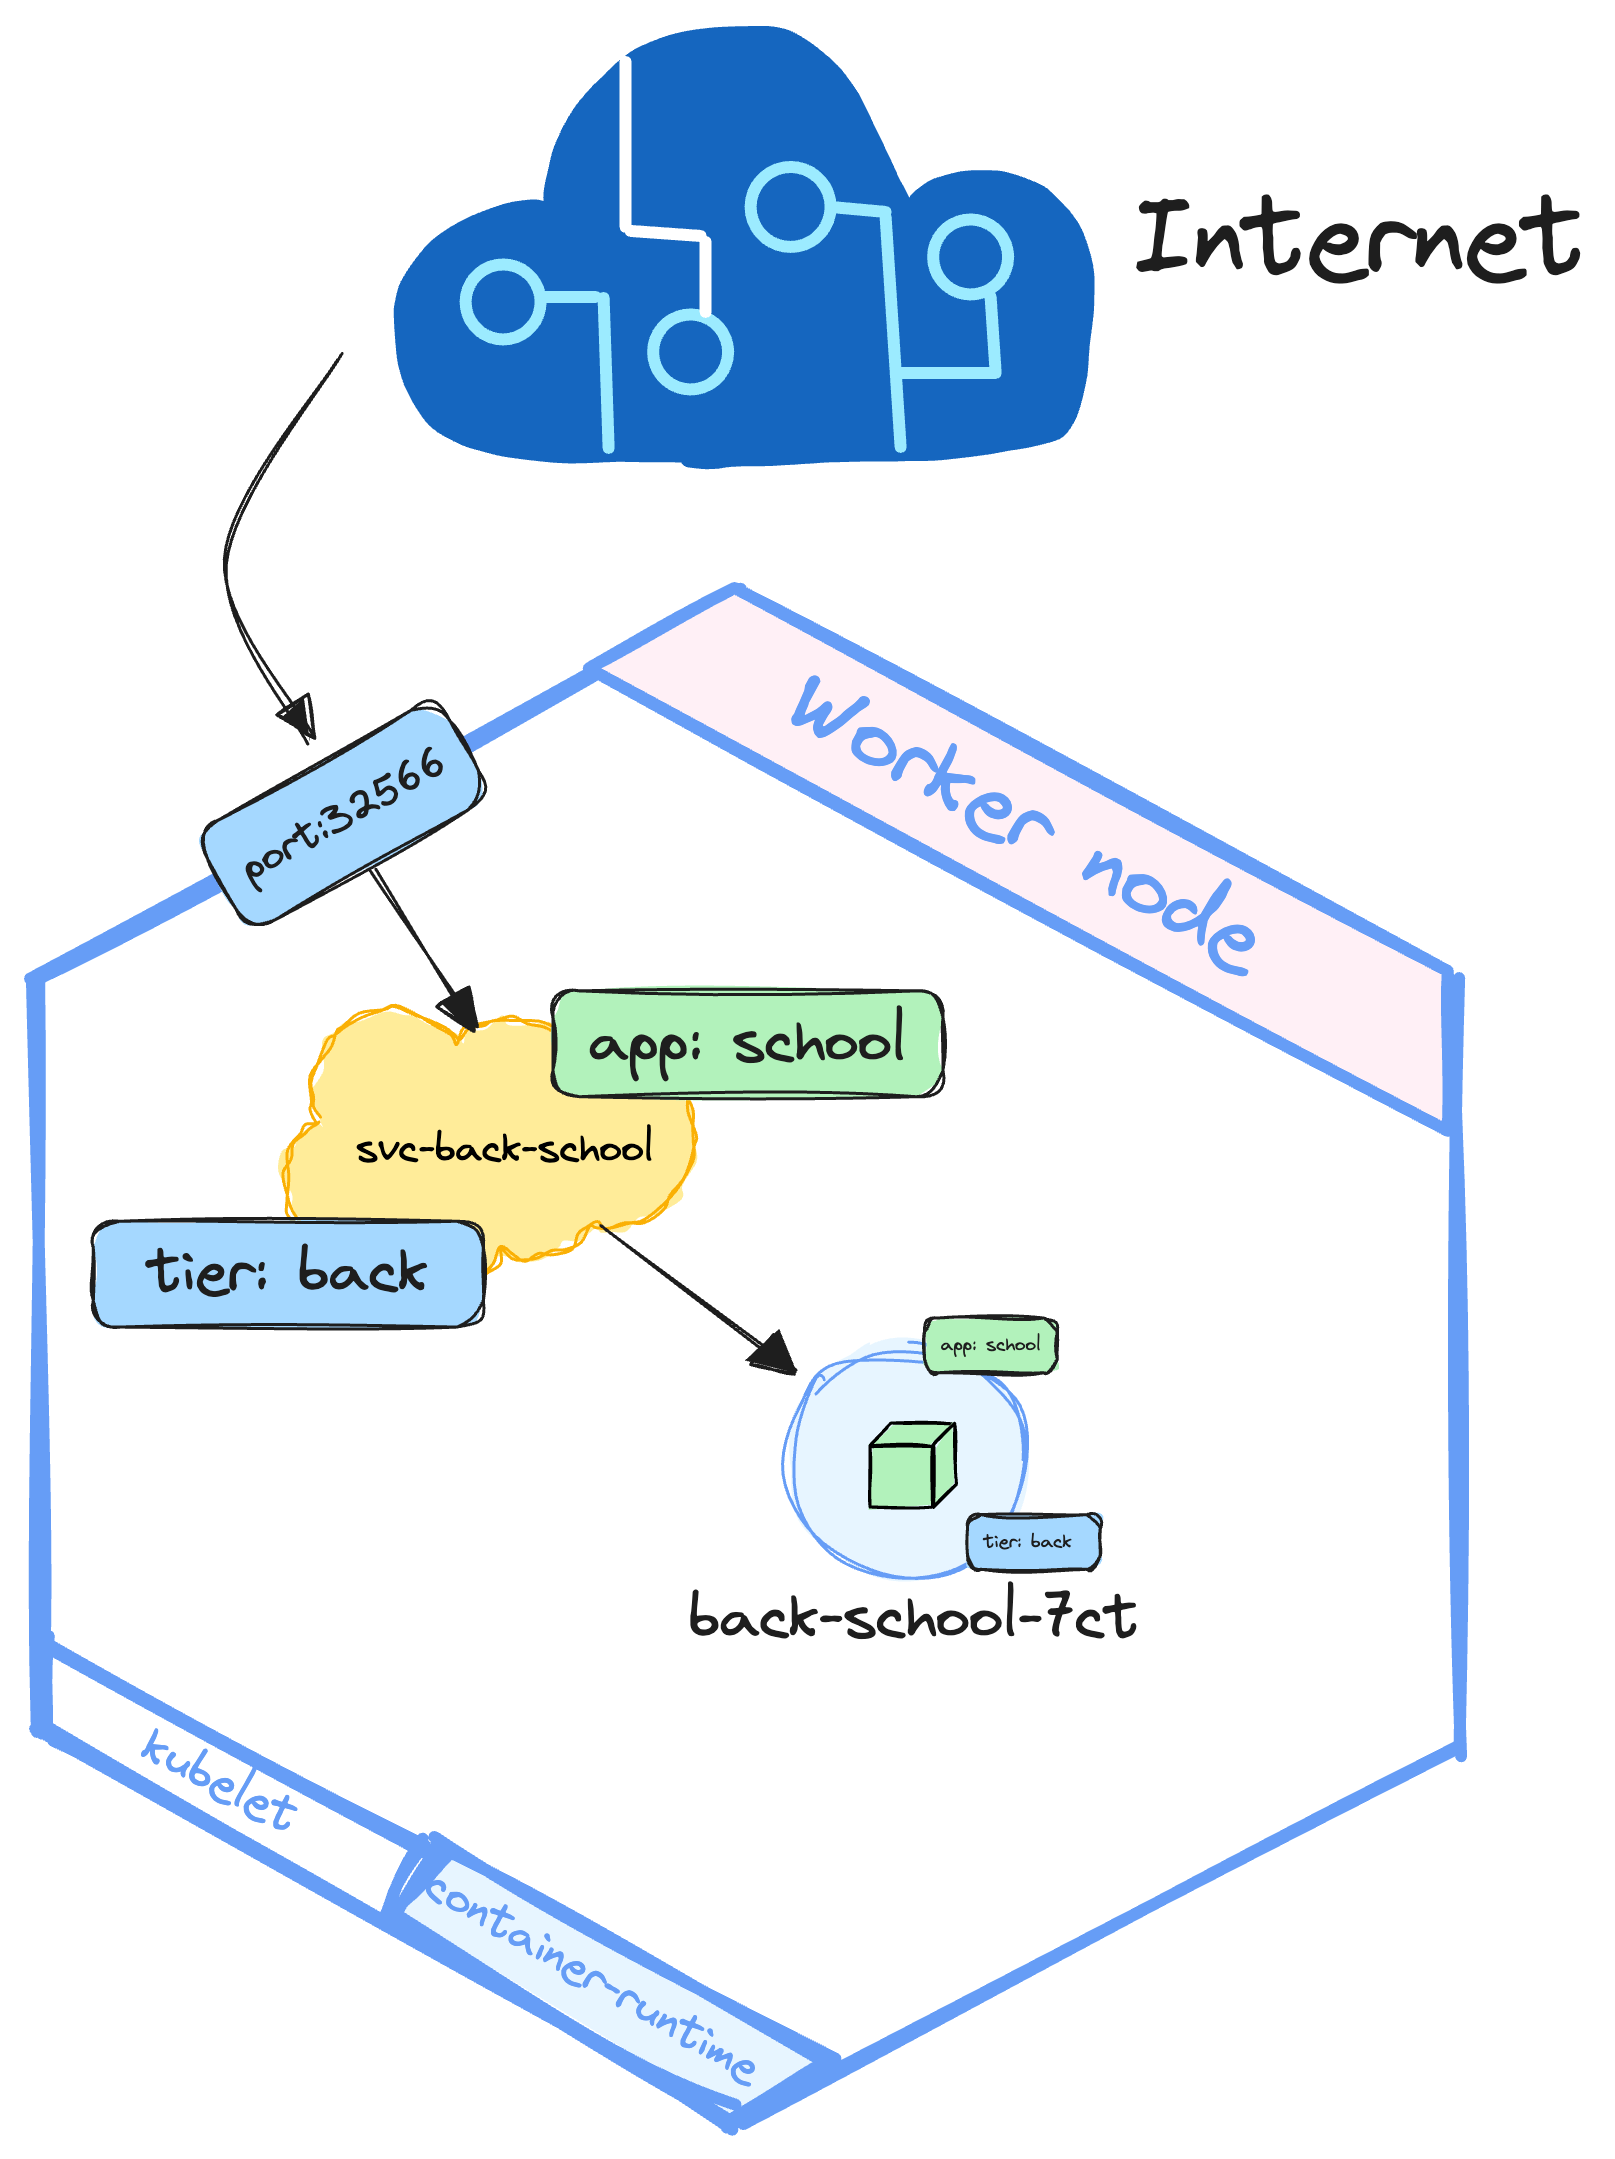 Internet
Worker node
port:32566
app: school
svc-back-school
tier: back
app: school
tier: back
back-school-7ct
kubelet
container-runtime